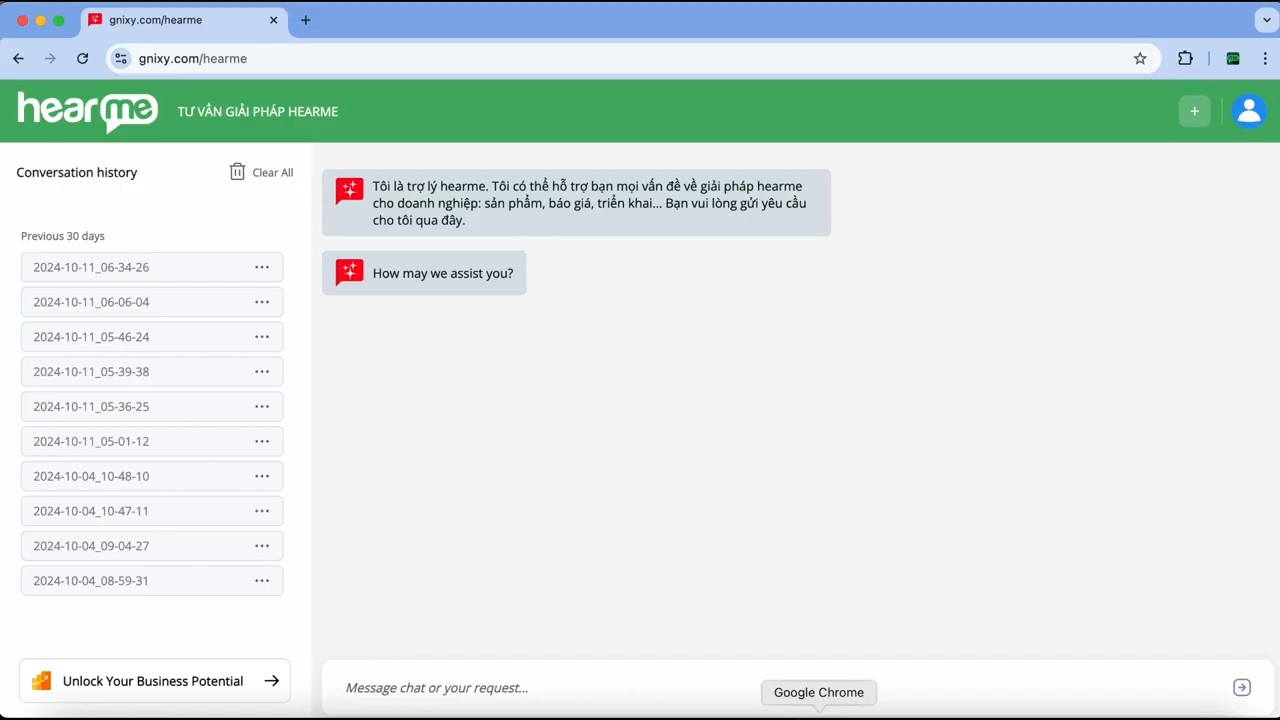 gnixy.com/hearme
gnixy.com/hearme
hearme
TƯ VẤN GIẢI PHÁP HEARME
Conversation history
Clear All
Previous 30 days
2024-10-11_06-34-26
2024-10-11_06-06-04
2024-10-11_05-46-24
2024-10-11_05-39-38
2024-10-11_05-36-25
2024-10-11_05-01-12
2024-10-04_10-48-10
2024-10-04_10-47-11
2024-10-04_09-04-27
2024-10-04_08-59-31
Unlock Your Business Potential
Tôi là trợ lý hearme. Tôi có thể hỗ trợ bạn mọi vấn đề về giải pháp hearme
cho doanh nghiệp: sản phẩm, báo giá, triển khai... Bạn vui lòng gửi yêu cầu
cho tôi qua đây.
How may we assist you?
Message chat or your request...
Google Chrome